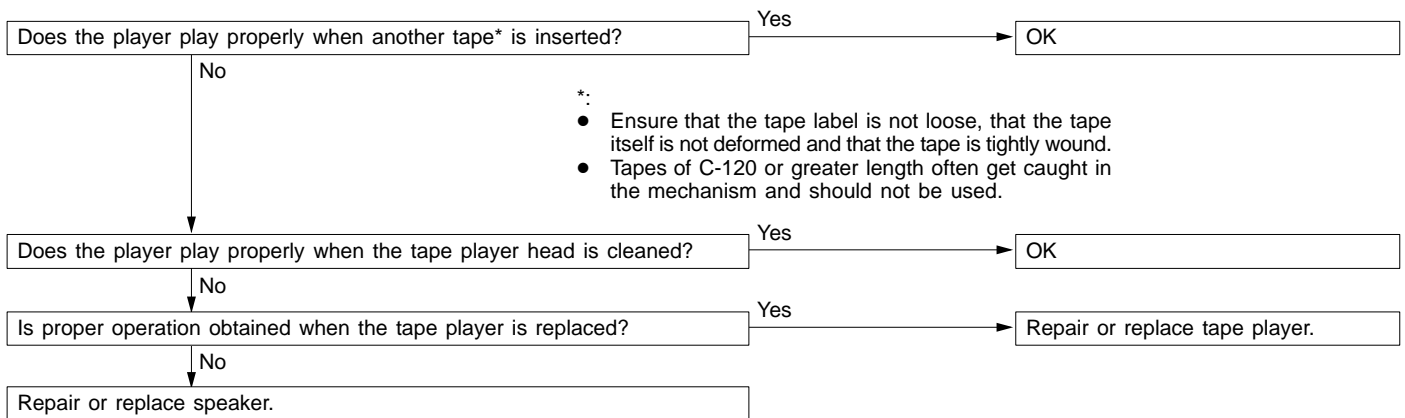 Does the player play properly when another tape* is inserted?
Yes
OK
No
*:
● Ensure that the tape label is not loose, that the tape
itself is not deformed and that the tape is tightly wound.
● Tapes of C-120 or greater length often get caught in
the mechanism and should not be used.
Does the player play properly when the tape player head is cleaned?
Yes
OK
No
Is proper operation obtained when the tape player is replaced?
Yes
Repair or replace tape player.
No
Repair or replace speaker.